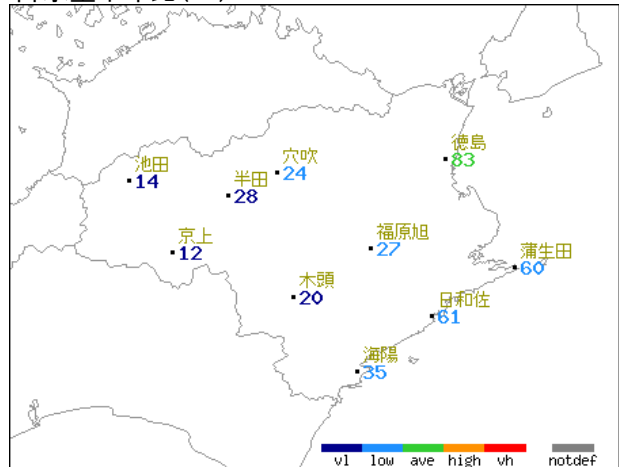 徳島
83
池田
14
穴吹
24
半田
28
京上
12
福原旭
27
蒲生田
60
木頭
20
日和佐
61
海陽
35
vl low ave high vh notdef